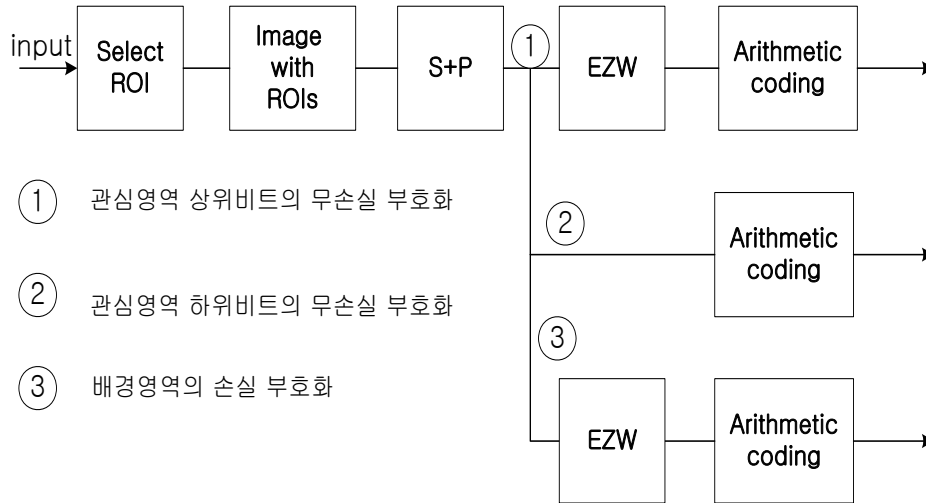 input
Select
ROI
Image
with
ROIs
S+P
①
EZW
Arithmetic
coding
① 관심영역 상위비트의 무손실 부호화
②
Arithmetic
coding
② 관심영역 하위비트의 무손실 부호화
③
③ 배경영역의 손실 부호화
EZW
Arithmetic
coding